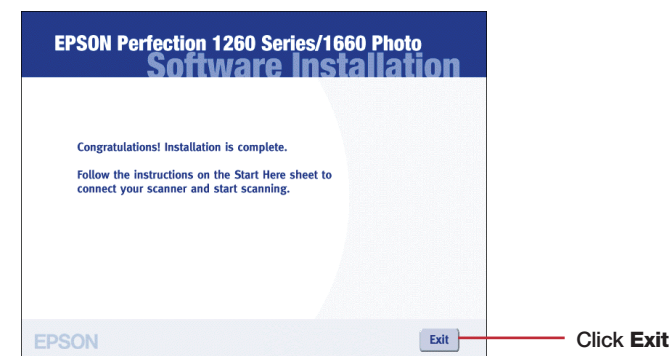 EPSON Perfection 1260 Series/1660 Photo
Software Installation
Congratulations! Installation is complete.
Follow the instructions on the Start Here sheet to
connect your scanner and start scanning.
EPSON
Exit
Click Exit